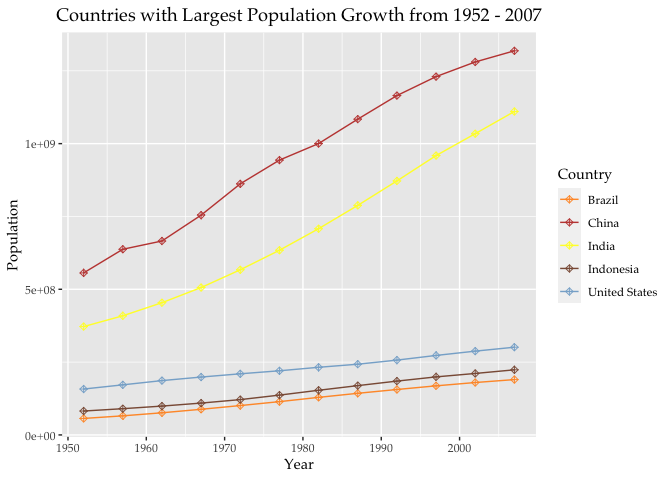 Countries with Largest Population Growth from 1952 - 2007
Population
1e+09
5e+08
0e+00
1950 1960 1970 1980 1990 2000
Year
Country
Brazil
China
India
Indonesia
United States